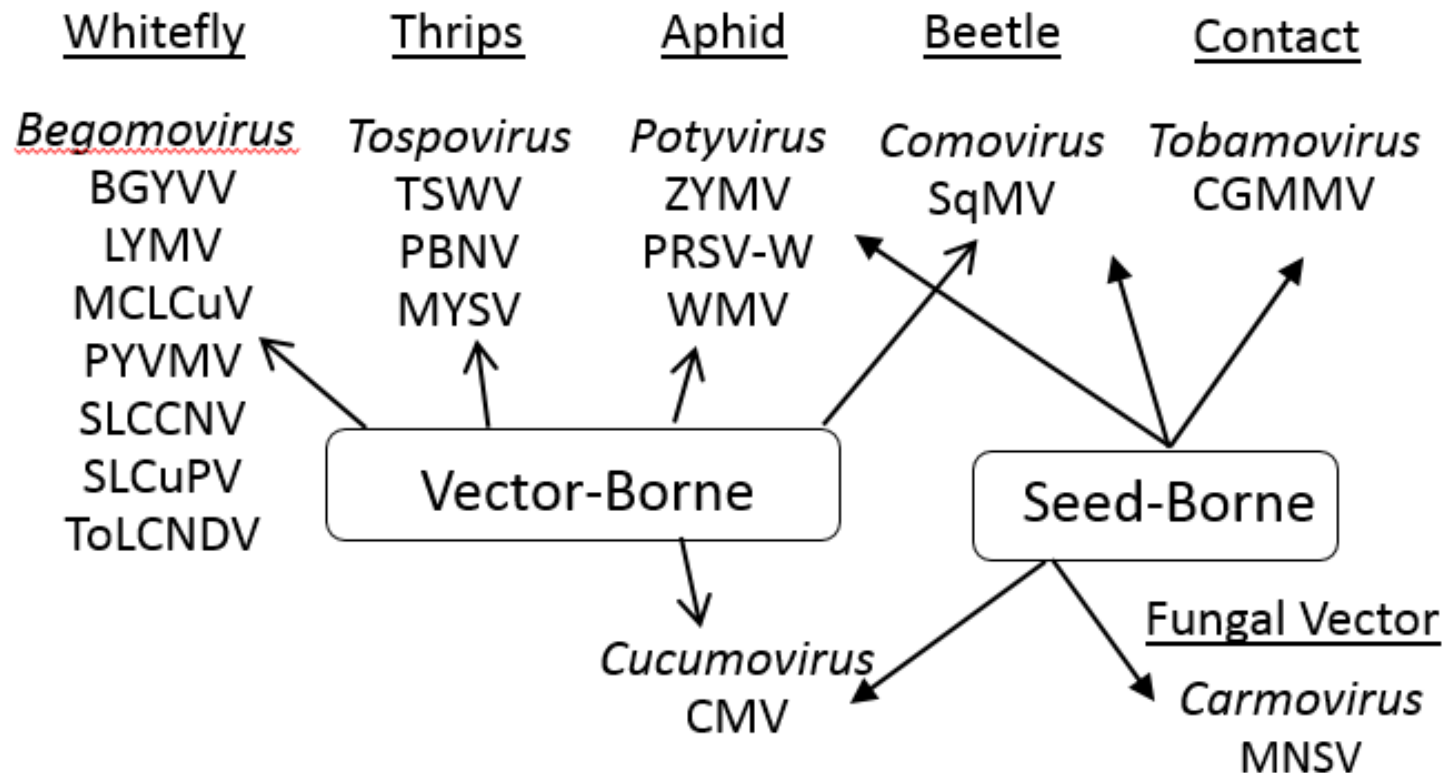 Whitefly
Begomovirus
BGYVV
LYMV
MCLCuV
PYVMV
SLCCNV
SLCuPV
ToLCNDV
Thrips
Tospovirus
TSWV
PBNV
MYSV
Aphid
Potyvirus
ZYMV
PRSV-W
WMV
Beetle
Comovirus
SqMV
Contact
Tobamovirus
CGMMV
Vector-Borne
Seed-Borne
Cucumovirus
CMV
Fungal Vector
Carmovirus
MNSV